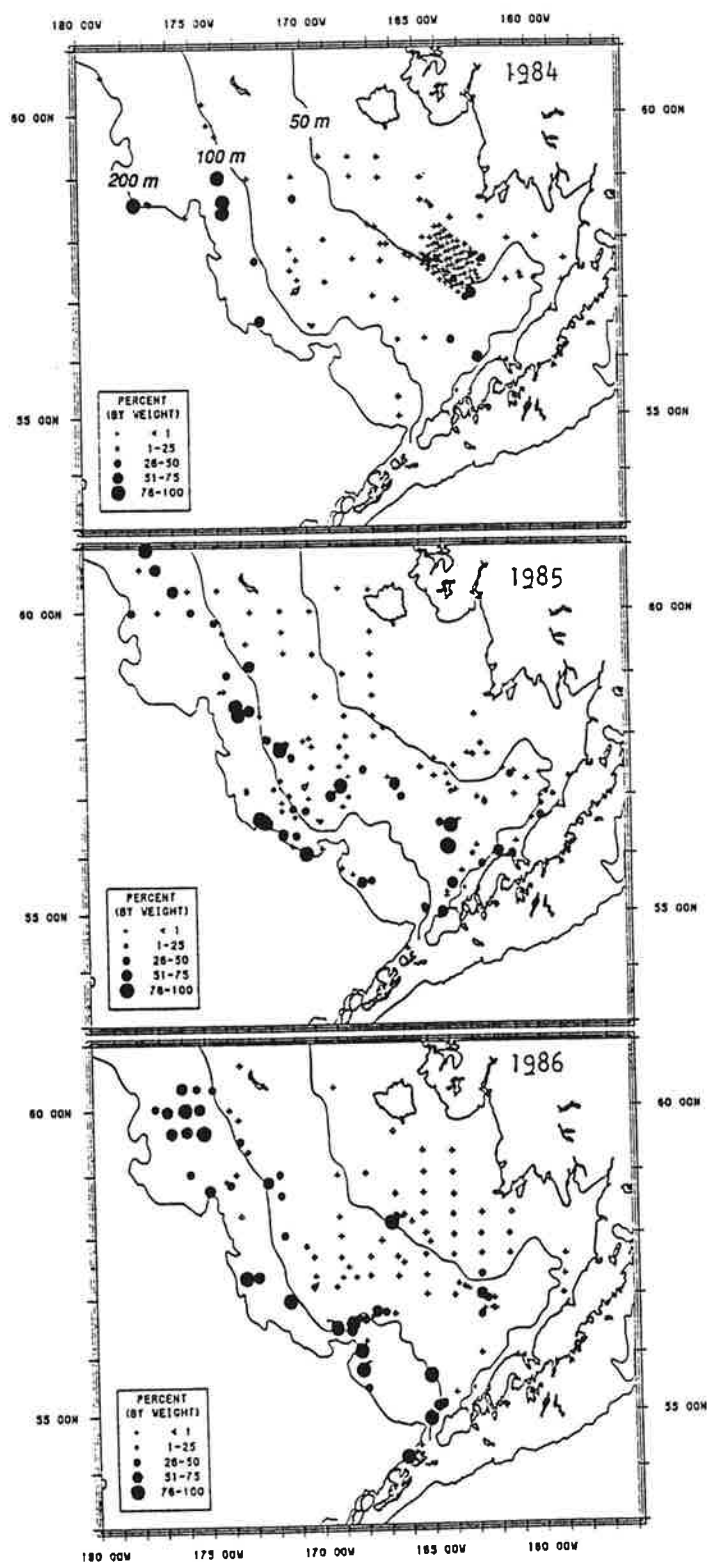 180 00W 175 00W 170 00W 165 00W 160 00W
1984
60 00N 60 00N
50 m
100 m
200 m
55 00N 55 00N
PERCENT
(BY WEIGHT)
< 1
1-25
26-50
51-75
76-100
1985
60 00N 60 00N
55 00N 55 00N
PERCENT
(BY WEIGHT)
< 1
1-25
26-50
51-75
76-100
1986
60 00N 60 00N
55 00N 55 00N
PERCENT
(BY WEIGHT)
< 1
1-25
26-50
51-75
76-100
180 00W 175 00W 170 00W 165 00W 160 00W